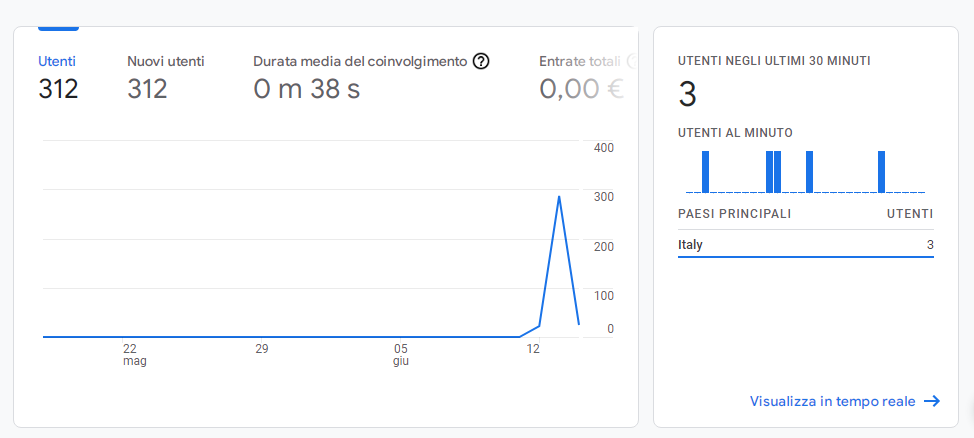 Utenti
312
Nuovi utenti
312
Durata media del coinvolgimento ?
0 m 38 s
Entrate totali
0,00 €
400
300
200
100
0
22
mag
29
05
giu
12
UTENTI NEGLI ULTIMI 30 MINUTI
3
UTENTI AL MINUTO
PAESI PRINCIPALI UTENTI
Italy 3
Visualizza in tempo reale